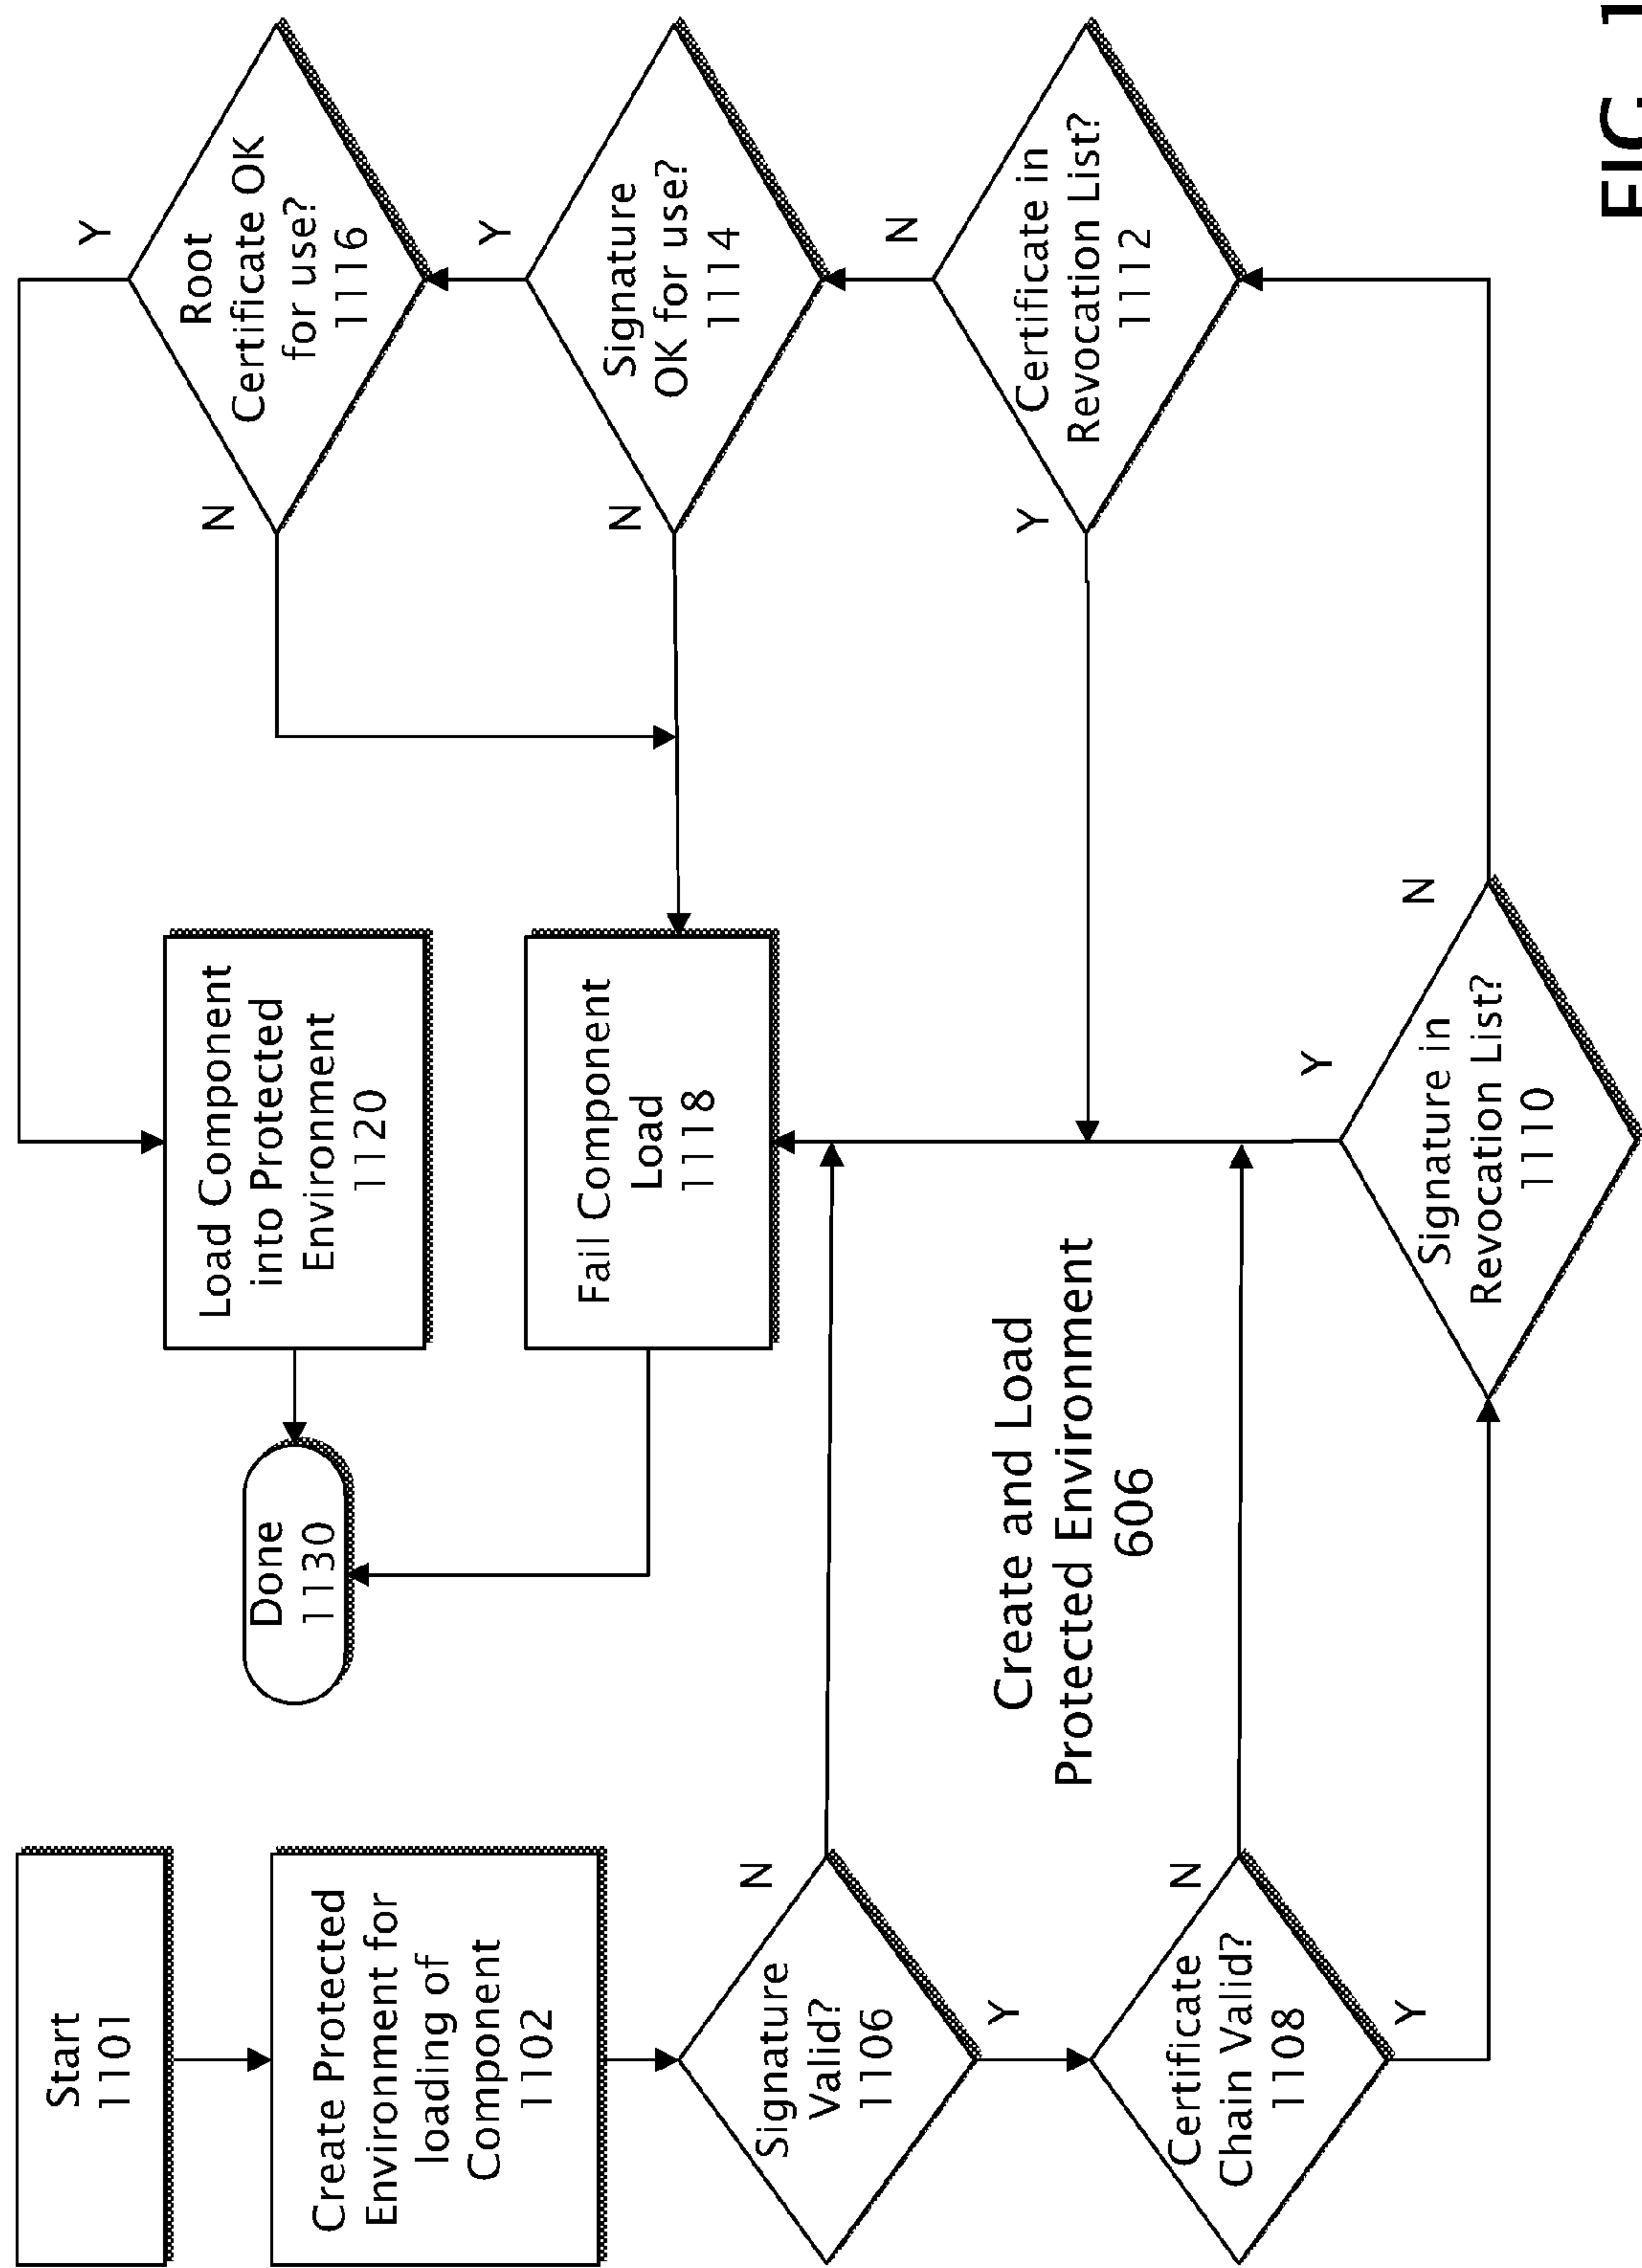 Start
1101
Create Protected
Environment for
loading of
Component
1102
Signature
Valid?
1106
N
Y
Certificate
Chain Valid?
1108
N
Y
Signature in
Revocation List?
1110
Y
N
Certificate in
Revocation List?
1112
Y
N
Signature
OK for use?
1114
N
Y
Root
Certificate OK
for use?
1116
N
Y
Load Component
into Protected
Environment
1120
Fail Component
Load
1118
Done
1130
Create and Load
Protected Environment
606
FIG. 1